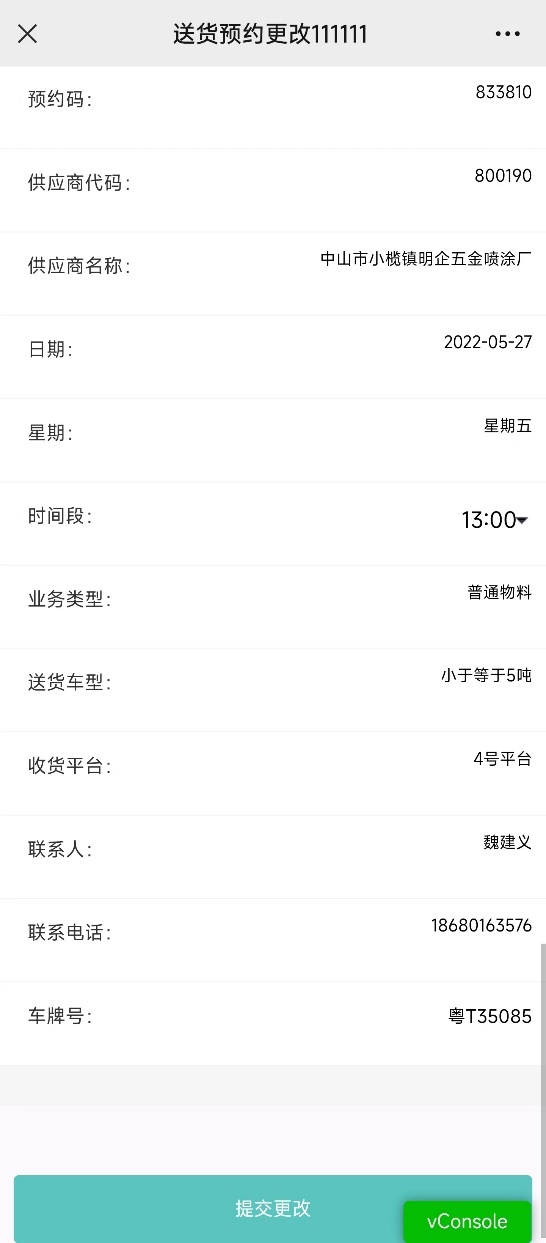 送货预约更改111111
预约码：
833810
供应商代码：
800190
供应商名称：
中山市小榄镇明企五金喷涂厂
日期：
2022-05-27
星期：
星期五
时间段：
13:00
业务类型：
普通物料
送货车型：
小于等于5吨
收货平台：
4号平台
联系人：
魏建义
联系电话：
18680163576
车牌号：
粤T35085
提交更改
vConsole